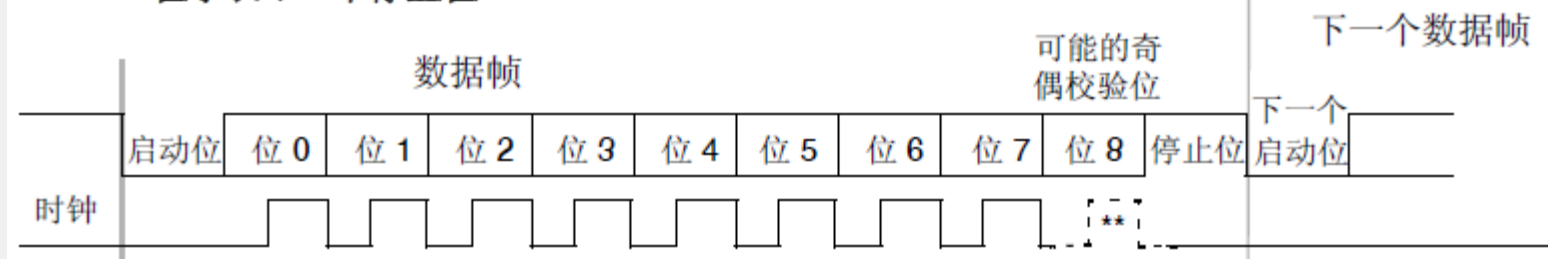 下一个数据帧
可能的奇
偶校验位
数据帧
下一个
启动位 位 0 位 1 位 2 位 3 位 4 位 5 位 6 位 7 位 8 停止位 启动位
时钟 **